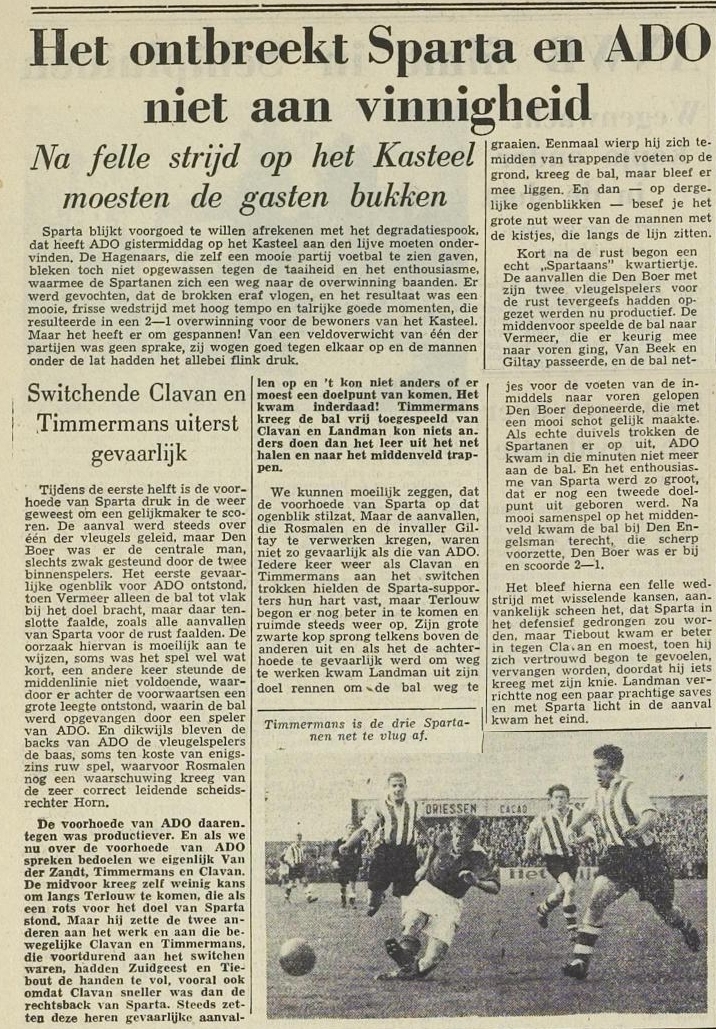 Het ontbreekt Sparta en ADO
niet aan vinnigheid
Na felle strijd op het Kasteel
moesten de gasten bukken
Sparta blijkt voorgoed te willen afrekenen met het degradatiespook,
dat heeft ADO gistermiddag op het Kasteel aan den lijve moeten onder-
vinden. De Hagenaars, die zelf een mooie partij voetbal te zien gaven,
bleken toch niet opgewassen tegen de taaiheid en het enthousiasme,
waarmee de Spartanen zich een weg naar de overwinning baanden. Er
werd gevochten, dat de brokken eraf vlogen, en het resultaat was een
mooie, frisse wedstrijd met hoog tempo en talrijke goede momenten, die
resulteerde in een 2—1 overwinning voor de bewoners van het Kasteel.
Maar het heeft er om gespannen! Van een veldoverwicht van één der
partijen was geen sprake, zij wogen goed tegen elkaar op en de mannen
onder de lat hadden het allebei flink druk.
Switchende Clavan en
Timmermans uiterst
gevaarlijk
Tijdens de eerste helft is de voor-
hoede van Sparta druk in de weer
geweest om een gelijkmaker te sco-
ren. De aanval werd steeds over
één der vleugels geleid, maar Den
Boer was er de centrale man,
slechts zwak gesteund door de twee
binnenspelers. Het eerste gevaar-
lijke ogenblik voor ADO ontstond,
toen Vermeer alleen de bal tot vlak
bij het doel bracht, maar daar ten-
slotte faalde, zoals alle aanvallen
van Sparta voor de rust faalden. De
oorzaak hiervan is moeilijk aan te
wijzen, soms was het spel wel wat
kort, een andere keer steunde de
middenlinie niet voldoende, waar-
door er achter de voorwaartsen een
grote leegte ontstond, waarin de bal
werd opgevangen door een speler
van ADO. En dikwijls bleven de
backs van ADO de vleugelspelers
de baas, soms ten koste van enigs-
zins ruw spel, waarvoor Rosmalen
nog een waarschuwing kreeg van
de zeer correct leidende scheids-
rechter Horn.
De voorhoede van ADO daaren-
tegen was productiever. En als we
nu over de voorhoede van ADO
spreken bedoelen we eigenlijk Van
der Zandt, Timmermans en Clavan.
De midvoor kreeg zelf weinig kans
om langs Terlouw te komen, die als
een rots voor het doel van Sparta
stond. Maar hij zette de twee an-
deren aan het werk en aan die be-
wegelijke Clavan en Timmermans,
die voortdurend aan het switchen
waren, hadden Zuidgeest en Tie-
bout de handen te vol, vooral ook
omdat Clavan sneller was dan de
rechtsback van Sparta. Steeds zet-
ten deze heren gevaarlijke aanval-
len op en 't kon niet anders of er
moest een doelpunt van komen. Het
kwam inderdaad! Timmermans
kreeg de bal vrij toegespeeld van
Clavan en Landman kon niets an-
ders doen dan het leer uit het net
halen en naar het middenveld trap-
pen.
We kunnen moeilijk zeggen, dat
de voorhoede van Sparta op dat
ogenblik stilzat. Maar de aanvallen,
die Rosmalen en de invaller Gil-
tay te verwerken kregen, waren
niet zo gevaarlijk als die van ADO.
Iedere keer weer als Clavan en
Timmermans aan het switchen
trokken hielden de Sparta-suppor-
ters hun hart vast, maar Terlouw
begon er nog beter in te komen en
ruimde steeds weer op. Zijn grote
zwarte kop sprong telkens boven de
anderen uit en als het de achter-
hoede te gevaarlijk werd om weg
te werken kwam Landman uit zijn
doel rennen om de bal weg te
graaien. Eenmaal wierp hij zich te-
midden van trappende voeten op de
grond, kreeg de bal, maar bleef er
mee liggen. En dan — op derge-
lijke ogenblikken — besef je het
grote nut weer van de mannen met
de kistjes, die langs de lijn zitten.
Kort na de rust begon een
echt „Spartaans" kwartiertje.
De aanvallen die Den Boer met
zijn twee vleugelspelers voor
de rust tevergeefs hadden op-
gezet werden nu productief. De
middenvoor speelde de bal naar
Vermeer, die er keurig mee
naar voren ging, Van Beek en
Giltay passeerde, en de bal net-
jes voor de voeten van de in-
middels naar voren gelopen
Den Boer deponeerde, die met
een mooi schot gelijk maakte.
Als echte duivels trokken de
Spartanen er op uit, ADO
kwam in die minuten niet meer
aan de bal. En het enthousias-
me van Sparta werd zo groot,
dat er nog een tweede doel-
punt uit geboren werd. Na
mooi samenspel op het midden-
veld kwam de bal bij Den En-
gelsman terecht, die scherp
voorzette, Den Boer was er bij
en scoorde 2—1.
Het bleef hierna een felle wed-
strijd met wisselende kansen, aan-
vankelijk scheen het, dat Sparta in
het defensief gedrongen zou wor-
den, maar Tiebout kwam er beter
in tegen Clavan en moest, toen hij
zich vertrouwd begon te gevoelen,
vervangen worden, doordat hij iets
kreeg met zijn knie. Landman ver-
richtte nog een paar prachtige saves
en met Sparta licht in de aanval
kwam het eind.
Timmermans is de drie Sparta-
nen net te vlug af.
DRIESSEN CACAO
Het